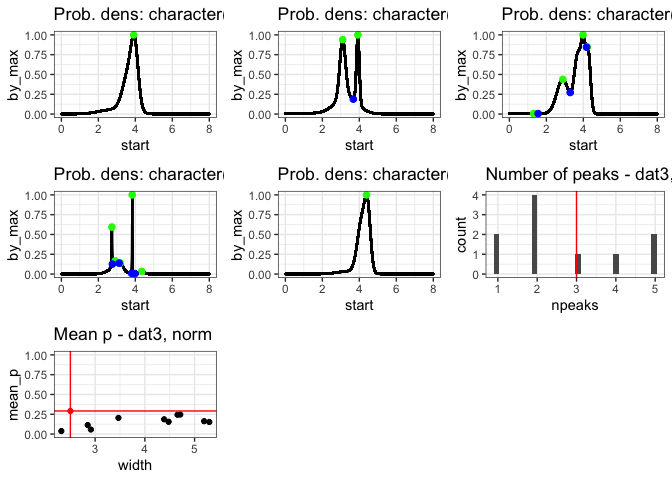 Prob. dens: character( Prob. dens: character( Prob. dens: character(
1.00 1.00 1.00
0.75 0.75 0.75
0.50 0.50 0.50
0.25 0.25 0.25
0.00 0.00 0.00
by_max by_max by_max
0 2 4 6 8 0 2 4 6 8 0 2 4 6 8
start start start
Prob. dens: character( Prob. dens: character( Number of peaks - dat3,
1.00 1.00 4
0.75 0.75 3
0.50 0.50 2
0.25 0.25 1
0.00 0.00 0
by_max by_max count
0 2 4 6 8 0 2 4 6 8 1 2 3 4 5
start start npeaks
Mean p - dat3, norm
1.00
0.75
0.50
0.25
0.00
mean_p
3 4 5
width